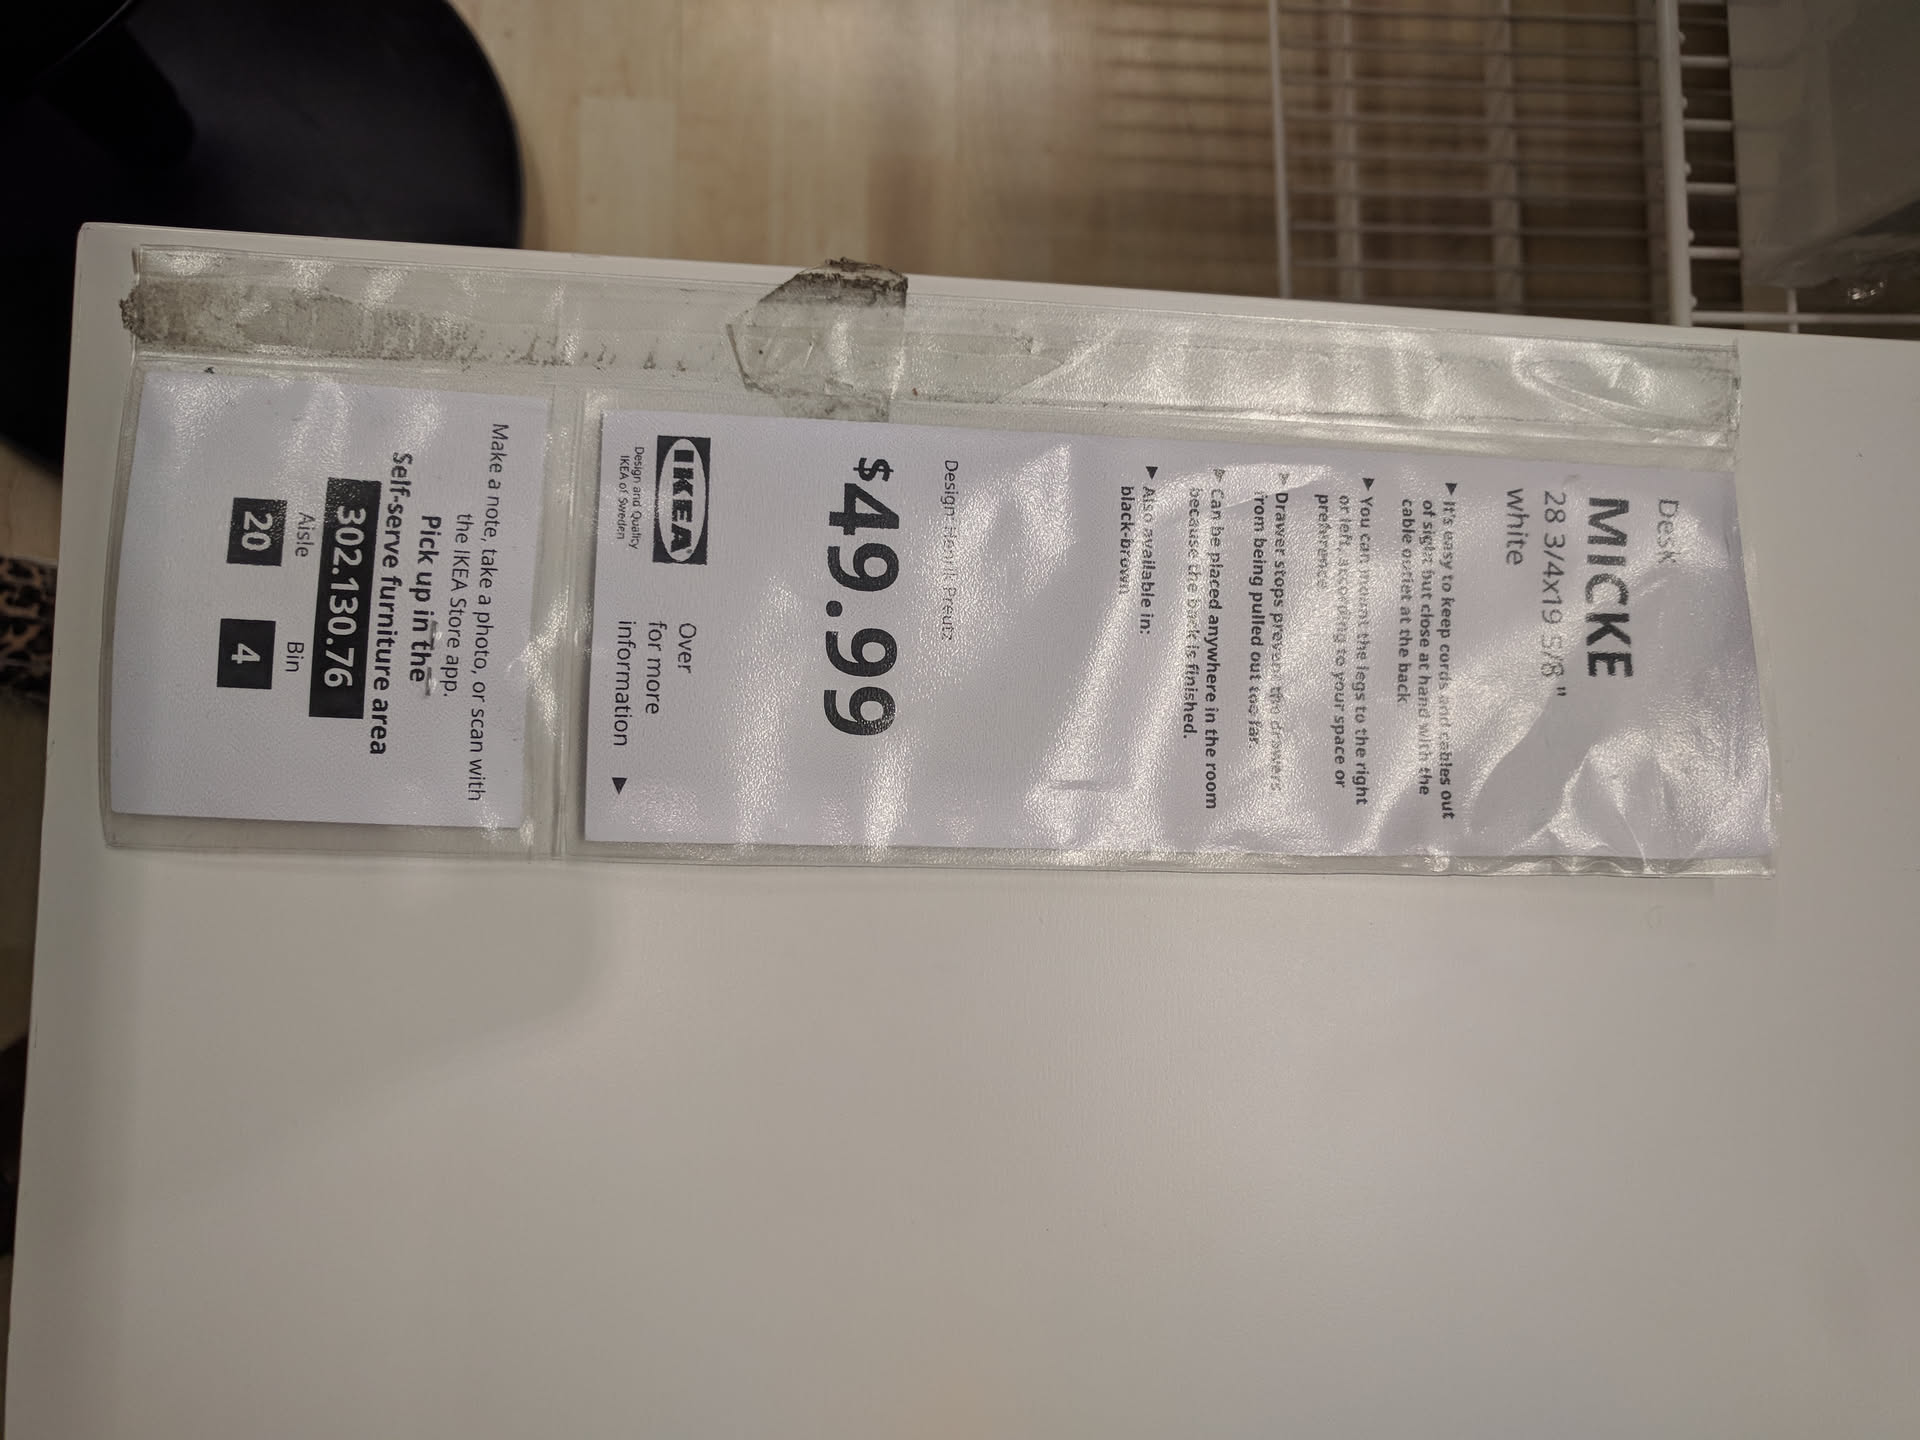 Desk
MICKE
28 3/4x19 5/8 "
white
▶ It's easy to keep cords and cables out
of sight but close at hand with the
cable outlet at the back
▶ You can mount the legs to the right
or left, according to your space or
preference.
▶ Drawer stops prevent the drawers
from being pulled out too far.
▶ Can be placed anywhere in the room
because the back is finished.
▶ Also available in:
black-brown
Design: Henrik Preutz
$49.99
IKEA
Design and Quality
IKEA of Sweden
Over
for more
information ▶
Make a note, take a photo, or scan with
the IKEA Store app.
Pick up in the
Self-serve furniture area
302.130.76
Aisle Bin
20 4